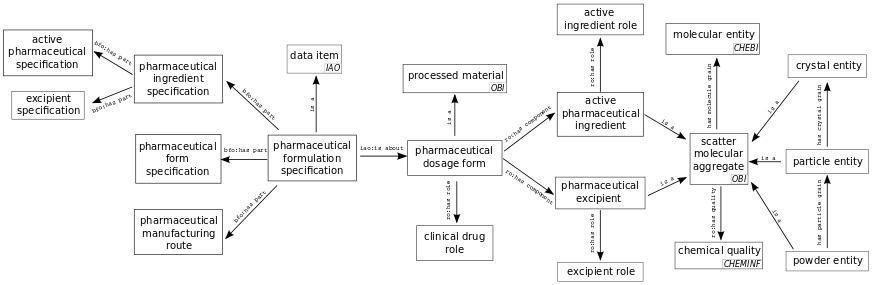 active
pharmaceutical
specification
excipient
specification
bfo:has part
bfo:has part
pharmaceutical
ingredient
specification
pharmaceutical
form
specification
pharmaceutical
manufacturing
route
bfo:has part
bfo:has part
bfo:has part
data item
IAO
is a
pharmaceutical
formulation
specification
iao:is about
processed material
OBI
is a
pharmaceutical
dosage form
ro:has role
clinical drug
role
ro:has component
ro:has component
active
ingredient role
ro:has role
active
pharmaceutical
ingredient
pharmaceutical
excipient
ro:has role
excipient role
is a
is a
molecular entity
CHEBI
has molecule grain
scatter
molecular
aggregate
OBI
ro:has quality
chemical quality
CHEMINF
is a
is a
is a
crystal entity
has crystal grain
particle entity
has particle grain
powder entity